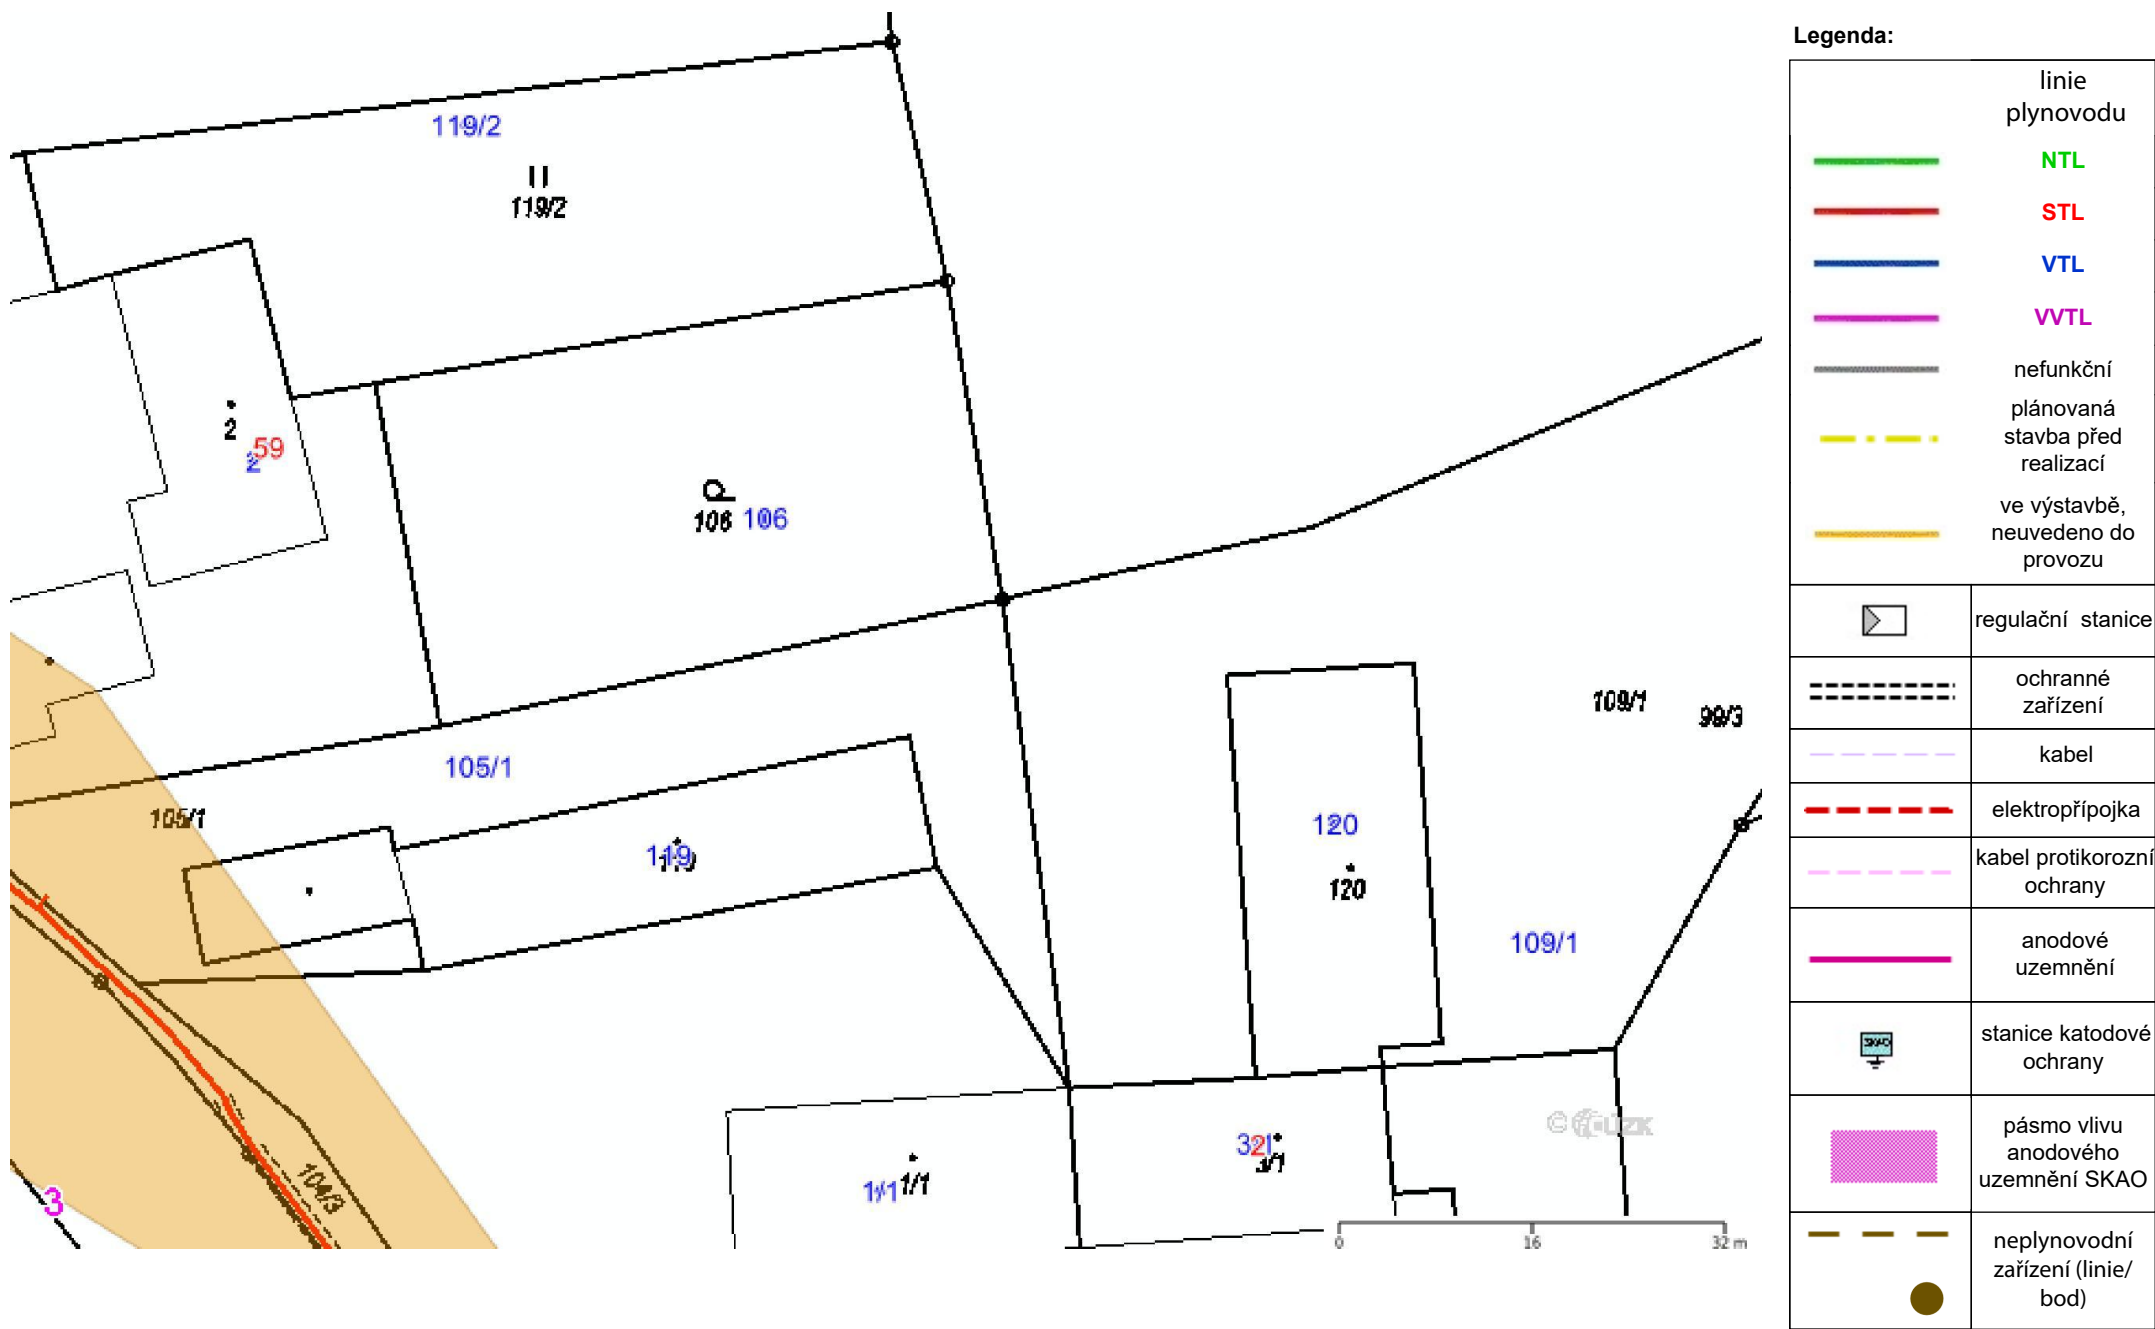 119/2
119/2
2
2
59
106
106
105/1
105/1
119
120
120
109/1
99/3
109/1
104/3
3
1/1
1/1
321
3/1
0
16
32 m
Legenda:
linie
plynovodu
NTL
STL
VTL
VVTL
nefunkční
plánovaná
stavba před
realizací
ve výstavbě,
neuvedeno do
provozu
regulační stanice
ochranné
zařízení
kabel
elektropřípojka
kabel protikorozní
ochrany
anodové
uzemnění
SKAO
stanice katodové
ochrany
pásmo vlivu
anodového
uzemnění SKAO
neplynovodní
zařízení (linie/
bod)